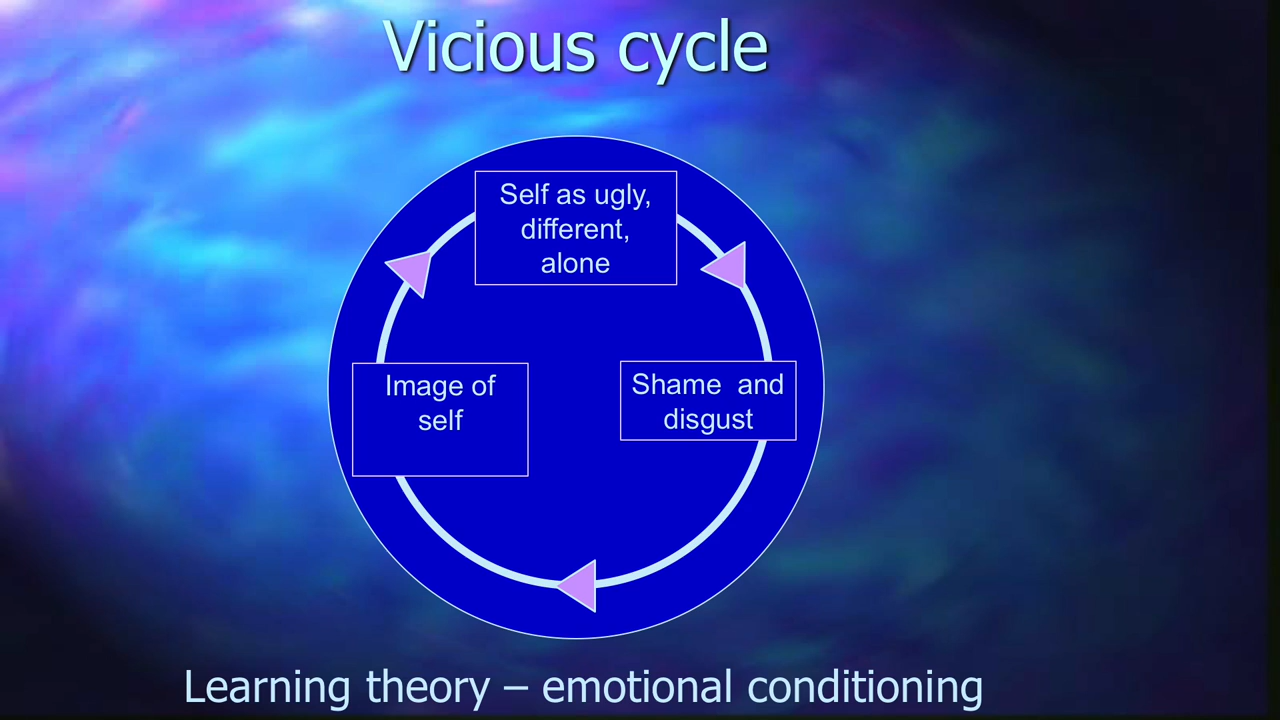 Vicious cycle
Self as ugly,
different,
alone
Image of
self
Shame and
disgust
Learning theory – emotional conditioning